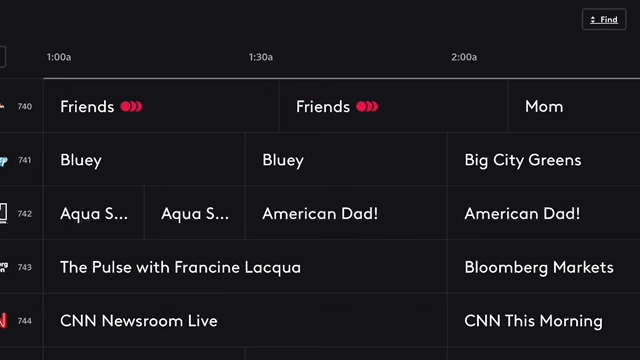 Find
1:00a 1:30a 2:00a
740 Friends Friends Mom
741 Bluey Bluey Big City Greens
742 Aqua S... Aqua S... American Dad! American Dad!
743 The Pulse with Francine Lacqua Bloomberg Markets
744 CNN Newsroom Live CNN This Morning